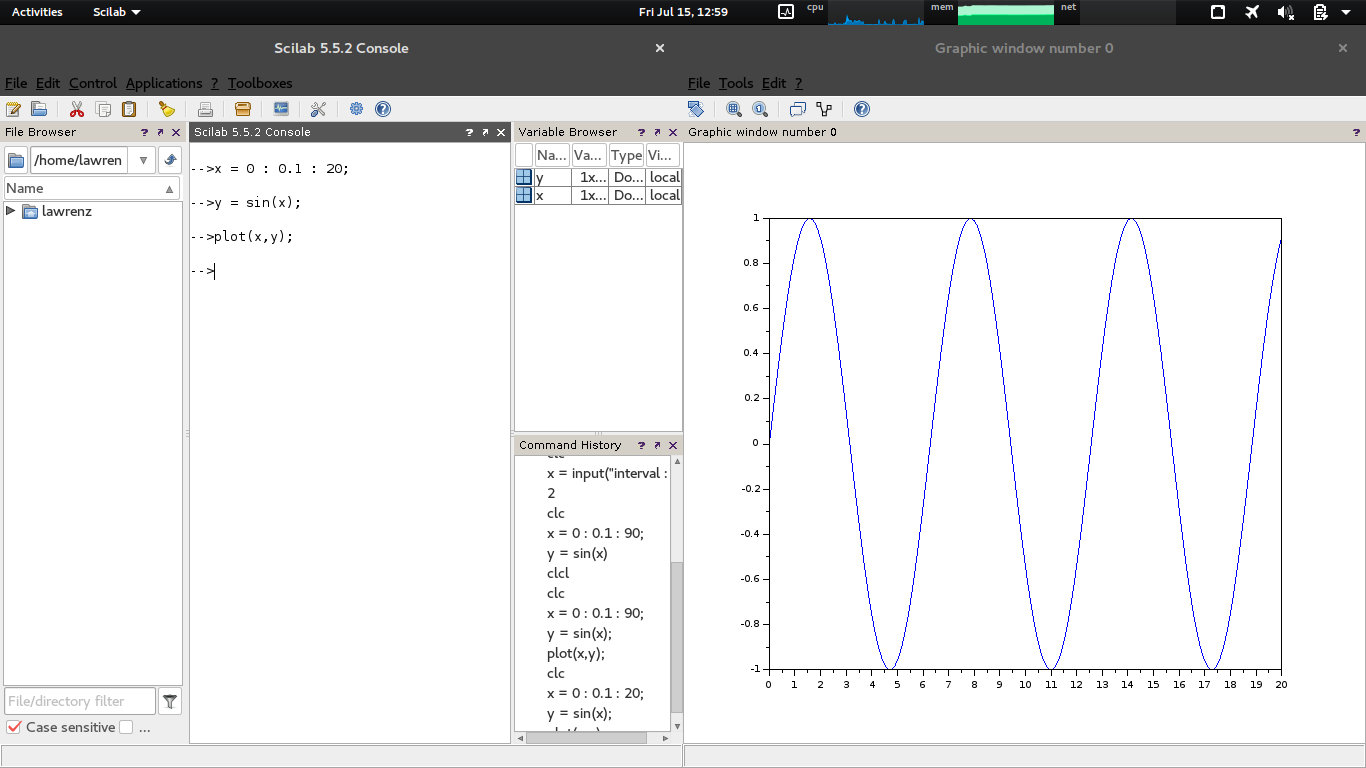 Activities Scilab Fri Jul 15, 12:59 cpu mem net
Scilab 5.5.2 Console
Graphic window number 0
File Edit Control Applications ? Toolboxes
File Tools Edit ?
File Browser
/home/lawren
Name
lawrenz
File/directory filter
Case sensitive ...
Scilab 5.5.2 Console
-->x = 0 : 0.1 : 20;
-->y = sin(x);
-->plot(x,y);
-->
Variable Browser
Na... Va... Type Vi...
y 1x... Do... local
x 1x... Do... local
Command History
clc
x = input("interval :
2
clc
x = 0 : 0.1 : 90;
y = sin(x)
clcl
clc
x = 0 : 0.1 : 90;
y = sin(x);
plot(x,y);
clc
x = 0 : 0.1 : 20;
y = sin(x);
Graphic window number 0
1
0.8
0.6
0.4
0.2
0
-0.2
-0.4
-0.6
-0.8
-1
0 1 2 3 4 5 6 7 8 9 10 11 12 13 14 15 16 17 18 19 20